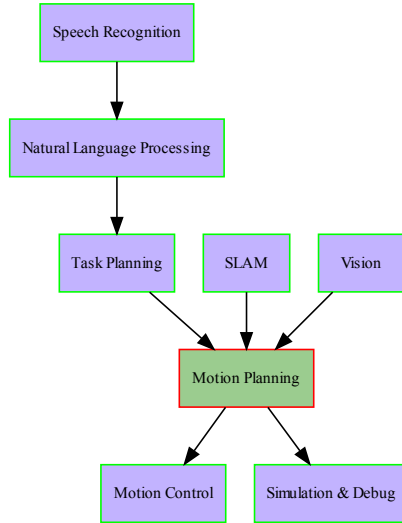 Speech Recognition
Natural Language Processing
Task Planning
SLAM
Vision
Motion Planning
Motion Control
Simulation & Debug